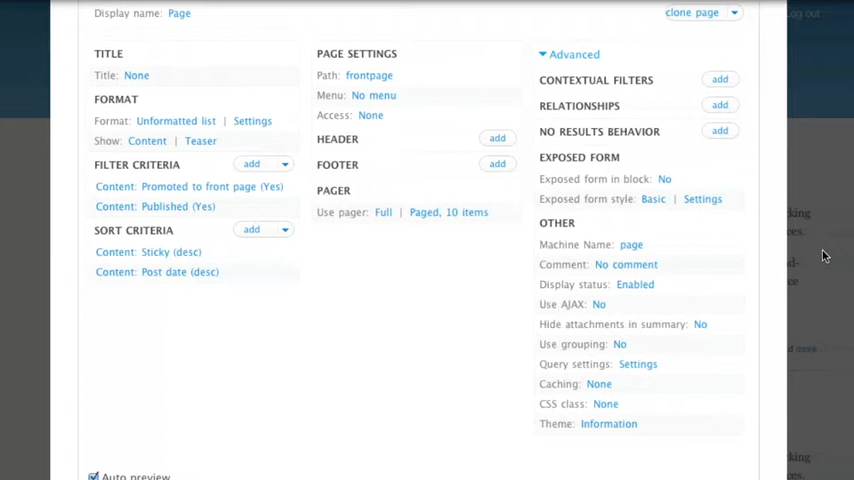 Display name: Page
clone page
Log out
TITLE
Title: None
FORMAT
Format: Unformatted list | Settings
Show: Content | Teaser
FILTER CRITERIA add
Content: Promoted to front page (Yes)
Content: Published (Yes)
SORT CRITERIA add
Content: Sticky (desc)
Content: Post date (desc)
PAGE SETTINGS
Path: frontpage
Menu: No menu
Access: None
HEADER add
FOOTER add
PAGER
Use pager: Full | Paged, 10 items
Advanced
CONTEXTUAL FILTERS add
RELATIONSHIPS add
NO RESULTS BEHAVIOR add
EXPOSED FORM
Exposed form in block: No
Exposed form style: Basic | Settings
OTHER
Machine Name: page
Comment: No comment
Display status: Enabled
Use AJAX: No
Hide attachments in summary: No
Use grouping: No
Query settings: Settings
Caching: None
CSS class: None
Theme: Information
Auto preview